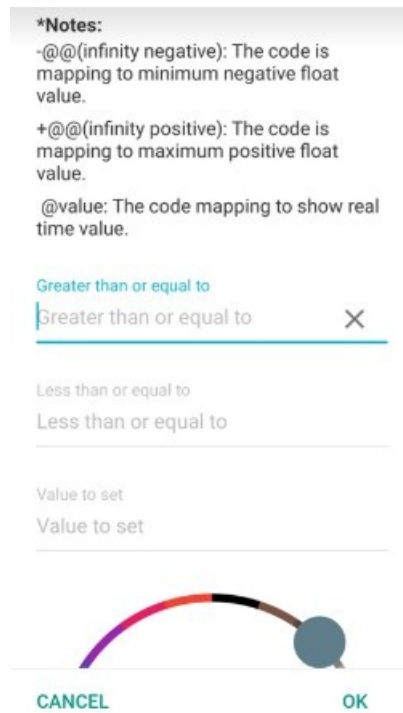 *Notes:
-@@(infinity negative): The code is
mapping to minimum negative float
value.
+@@(infinity positive): The code is
mapping to maximum positive float
value.
@value: The code mapping to show real
time value.
Greater than or equal to
Greater than or equal to
Less than or equal to
Less than or equal to
Value to set
Value to set
CANCEL OK